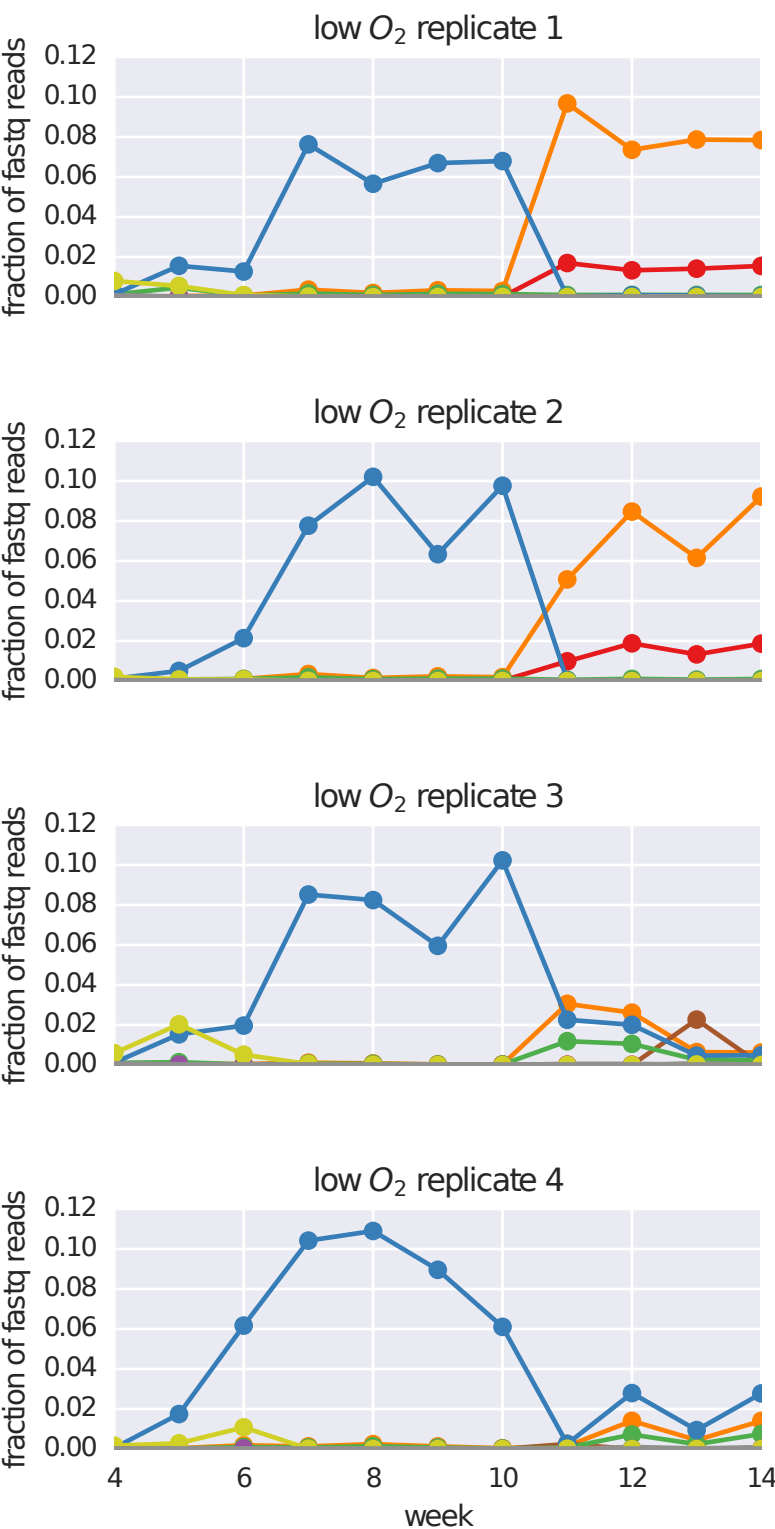 low O₂ replicate 1
fraction of fastq reads
0.12
0.10
0.08
0.06
0.04
0.02
0.00
low O₂ replicate 2
fraction of fastq reads
0.12
0.10
0.08
0.06
0.04
0.02
0.00
low O₂ replicate 3
fraction of fastq reads
0.12
0.10
0.08
0.06
0.04
0.02
0.00
low O₂ replicate 4
fraction of fastq reads
0.12
0.10
0.08
0.06
0.04
0.02
0.00
4 6 8 10 12 14
week